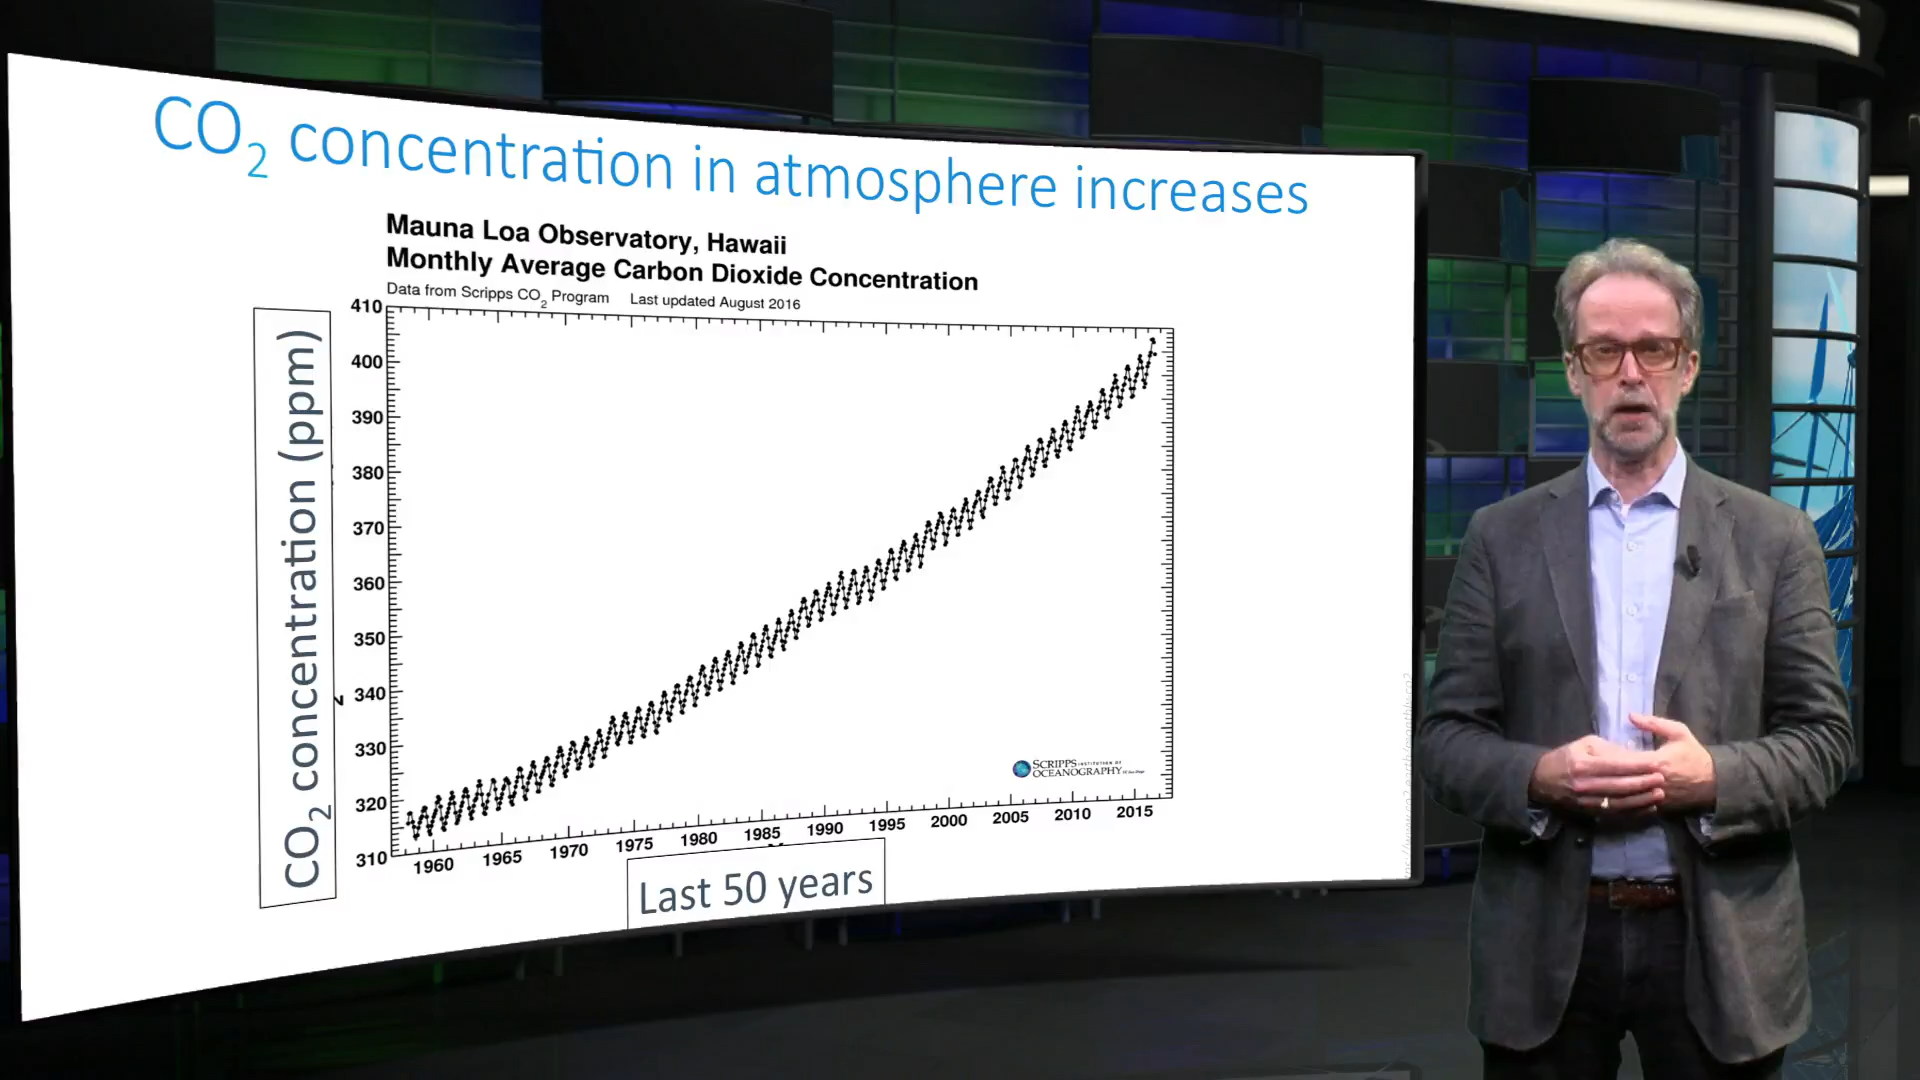 CO2 concentration in atmosphere increases
Mauna Loa Observatory, Hawaii
Monthly Average Carbon Dioxide Concentration
Data from Scripps CO2 Program Last updated August 2016
CO2 concentration (ppm)
410
400
390
380
370
360
350
340
330
320
310
1960 1965 1970 1975 1980 1985 1990 1995 2000 2005 2010 2015
SCRIPPS INSTITUTION OF
OCEANOGRAPHY
Last 50 years